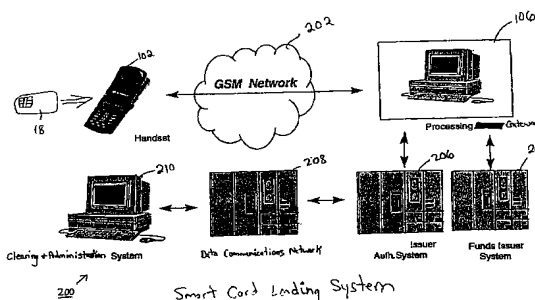 202
106
102
GSM Network
18
Handset
Processing Gateway
210
208
206
2
Clearing + Administration System
Data Communications Network
Issuer
Auth. System
Funds Issuer
System
200
Smart Card Loading System